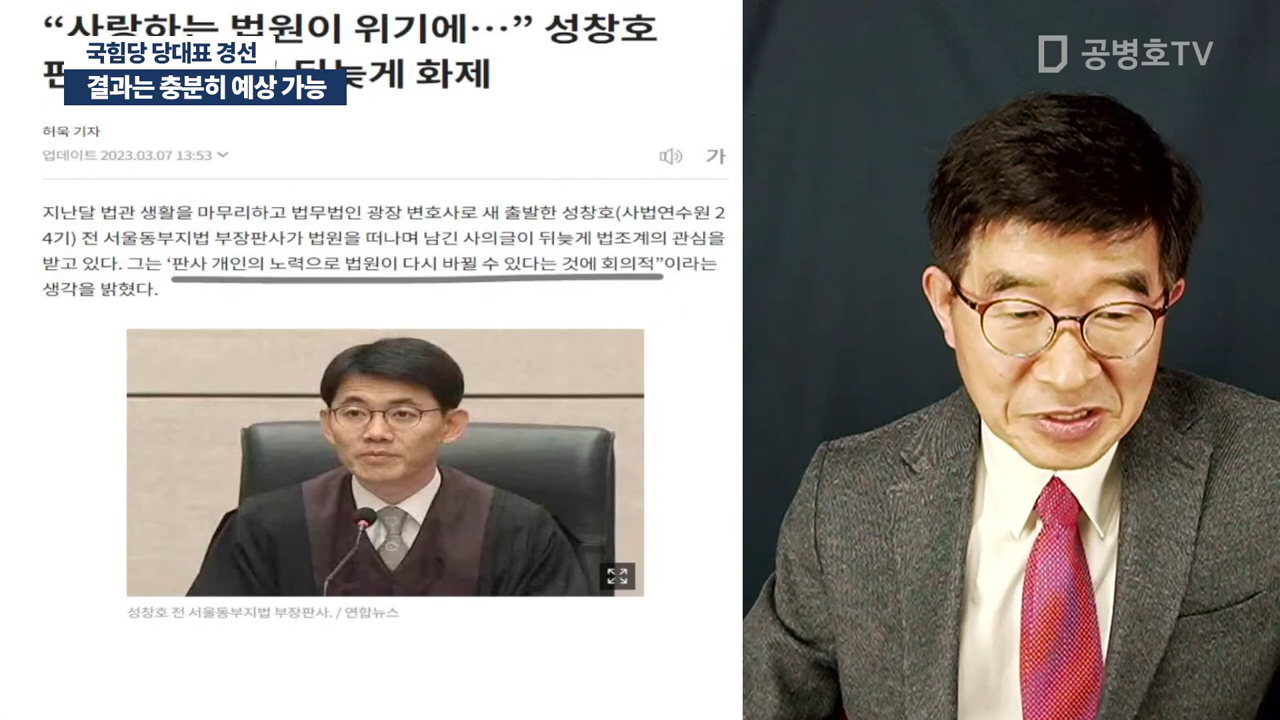 “사랑하는 법원이 위기에…” 성창호
뒤늦게 화제
국힘당 당대표 경선
결과는 충분히 예상 가능
공병호TV
허욱 기자
업데이트 2023.03.07 13:53
가
지난달 법관 생활을 마무리하고 법무법인 광장 변호사로 새 출발한 성창호(사법연수원 2
4기) 전 서울동부지법 부장판사가 법원을 떠나며 남긴 사의글이 뒤늦게 법조계의 관심을
받고 있다. 그는 ‘판사 개인의 노력으로 법원이 다시 바뀔 수 있다는 것에 회의적”이라는
생각을 밝혔다.
성창호 전 서울동부지법 부장판사. / 연합뉴스